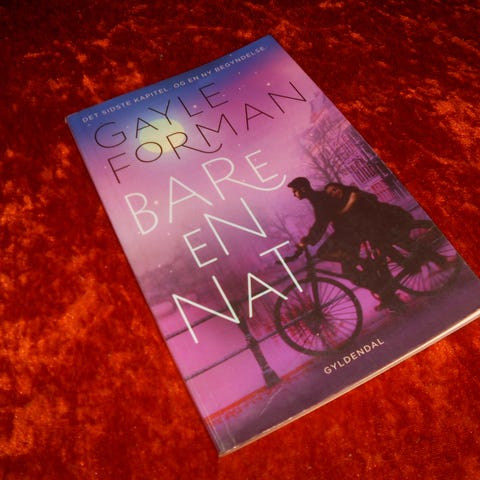 DET SIDSTE KAPITEL. OG EN NY BEGYNDELSE.
GAYLE
FORMAN
BARE
EN
NAT
GYLDENDAL